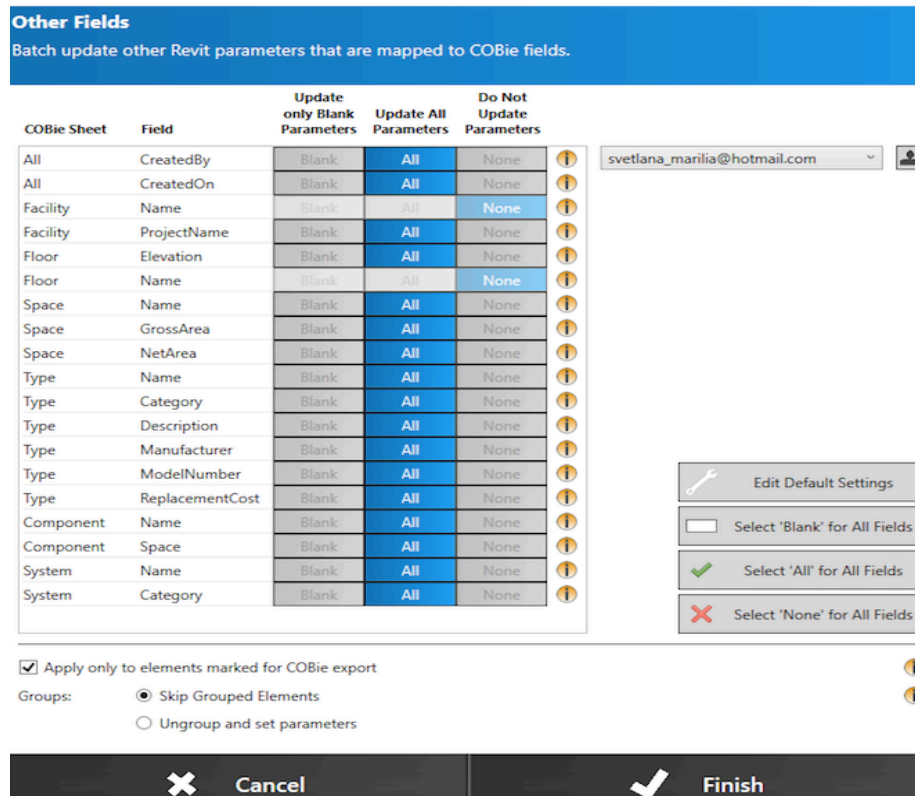 Other Fields
Batch update other Revit parameters that are mapped to COBie fields.
COBie Sheet Field Update only Blank Parameters Update All Parameters Do Not Update Parameters
All CreatedBy Blank All None svetlana_marilia@hotmail.com
All CreatedOn Blank All None
Facility Name Blank All None
Facility ProjectName Blank All None
Floor Elevation Blank All None
Floor Name Blank All None
Space Name Blank All None
Space GrossArea Blank All None
Space NetArea Blank All None
Type Name Blank All None
Type Category Blank All None
Type Description Blank All None
Type Manufacturer Blank All None
Type ModelNumber Blank All None
Type ReplacementCost Blank All None
Component Name Blank All None
Component Space Blank All None
System Name Blank All None
System Category Blank All None
Edit Default Settings
Select 'Blank' for All Fields
Select 'All' for All Fields
Select 'None' for All Fields
Apply only to elements marked for COBie export
Groups: Skip Grouped Elements
Ungroup and set parameters
Cancel Finish